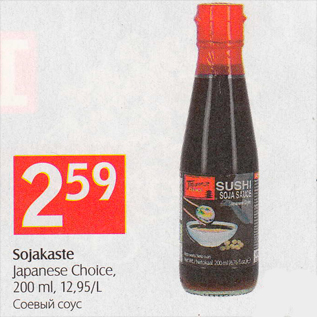 2 59
Sojakaste
Japanese Choice,
200 ml, 12,95/L
Соевый соус
SUSHI
SOJA SAUCE